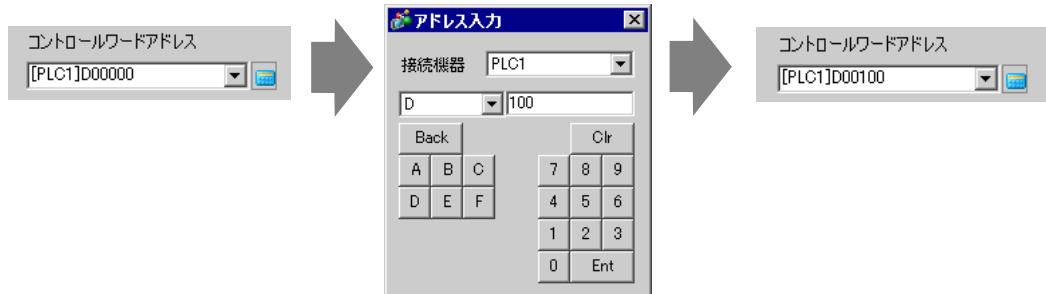 コントロールワードアドレス
[PLC1]D00000
アドレス入力
接続機器 PLC1
D 100
Back Clr
A B C 7 8 9
D E F 4 5 6
1 2 3
0 Ent
コントロールワードアドレス
[PLC1]D00100